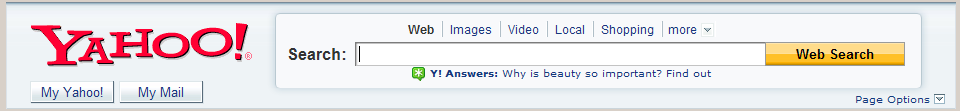 YAHOO!®
Web Images Video Local Shopping more
Search: Web Search
Y! Answers: Why is beauty so important? Find out
My Yahoo! My Mail
Page Options